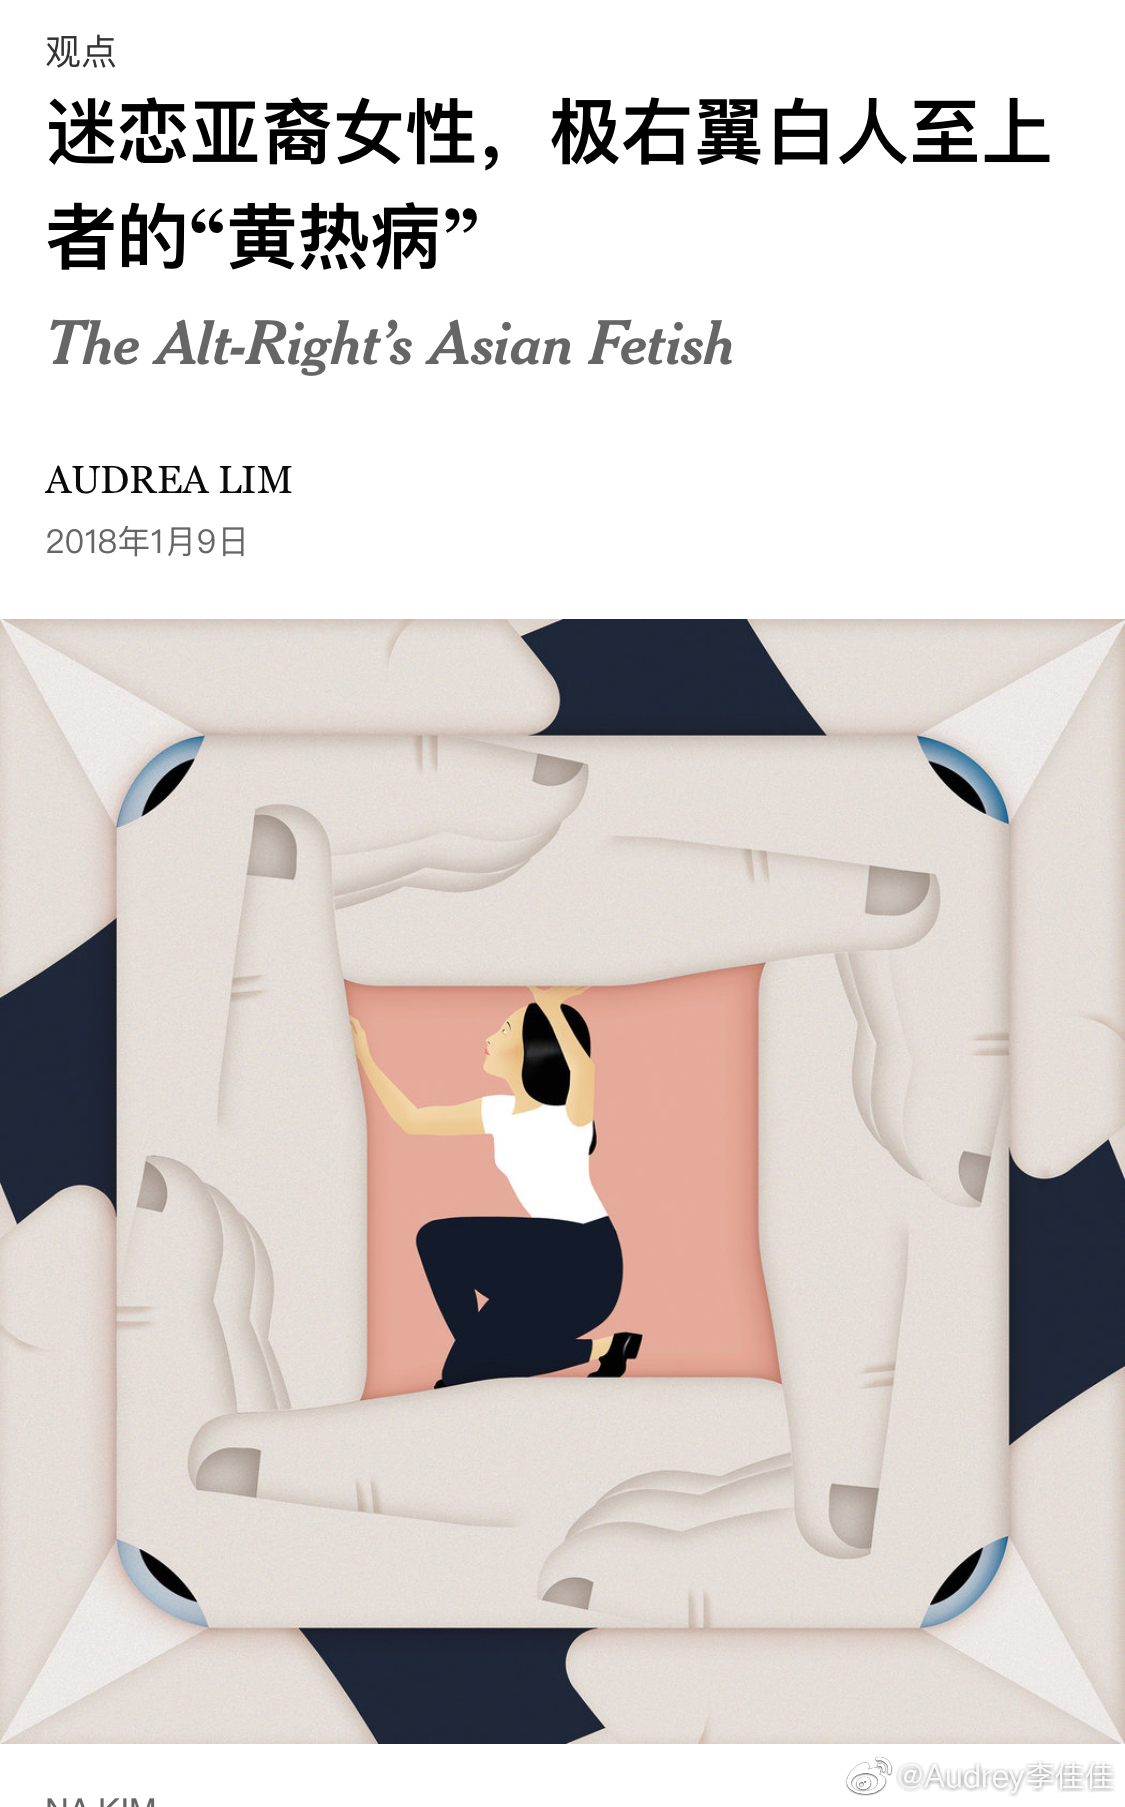 观点
迷恋亚裔女性，极右翼白人至上
者的“黄热病”
The Alt-Right’s Asian Fetish
AUDREA LIM
2018年1月9日
@Audrey李佳佳
NA KIM